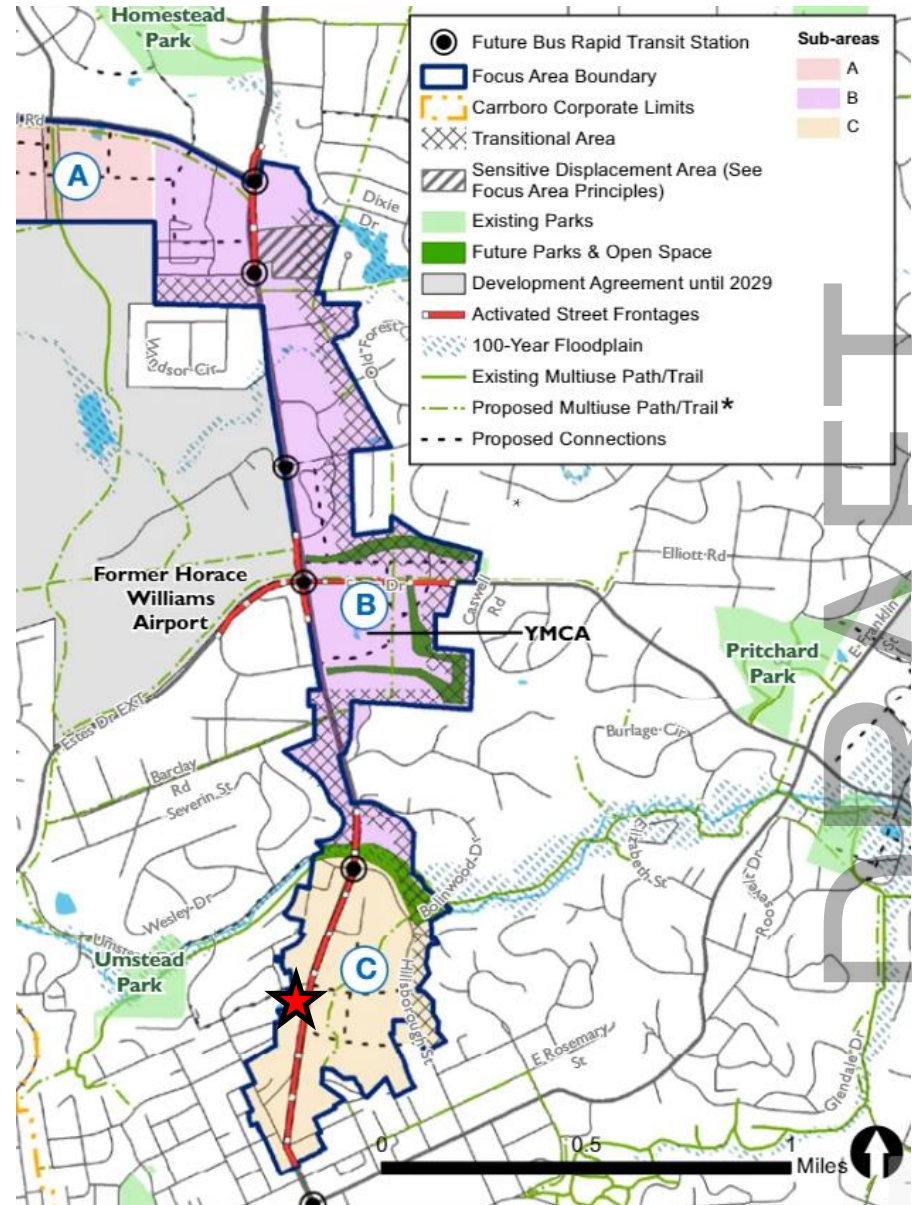 Homestead
Park
Future Bus Rapid Transit Station
Focus Area Boundary
Carrboro Corporate Limits
Transitional Area
Sensitive Displacement Area (See
Focus Area Principles)
Existing Parks
Future Parks & Open Space
Development Agreement until 2029
Activated Street Frontages
100-Year Floodplain
Existing Multiuse Path/Trail
Proposed Multiuse Path/Trail*
Proposed Connections
Sub-areas
A
B
C
Rd
A
Dixie
Dr
Windsor Cir
Old Forest
Former Horace
Williams
Airport
Dr
B
YMCA
Caswell
Rd
Elliott Rd
E Franklin
St
Pritchard
Park
Estes Dr EXT
Burlage Cir
Barclay
Rd
Severin St
Elizabeth St
Roosevelt Dr
Bolinwood Dr
Wesley Dr
Umstead
Umstead
Park
C
Hillsborough St
E Rosemary
St
Glendale Dr
0 0.5 1
Miles
DRAFT